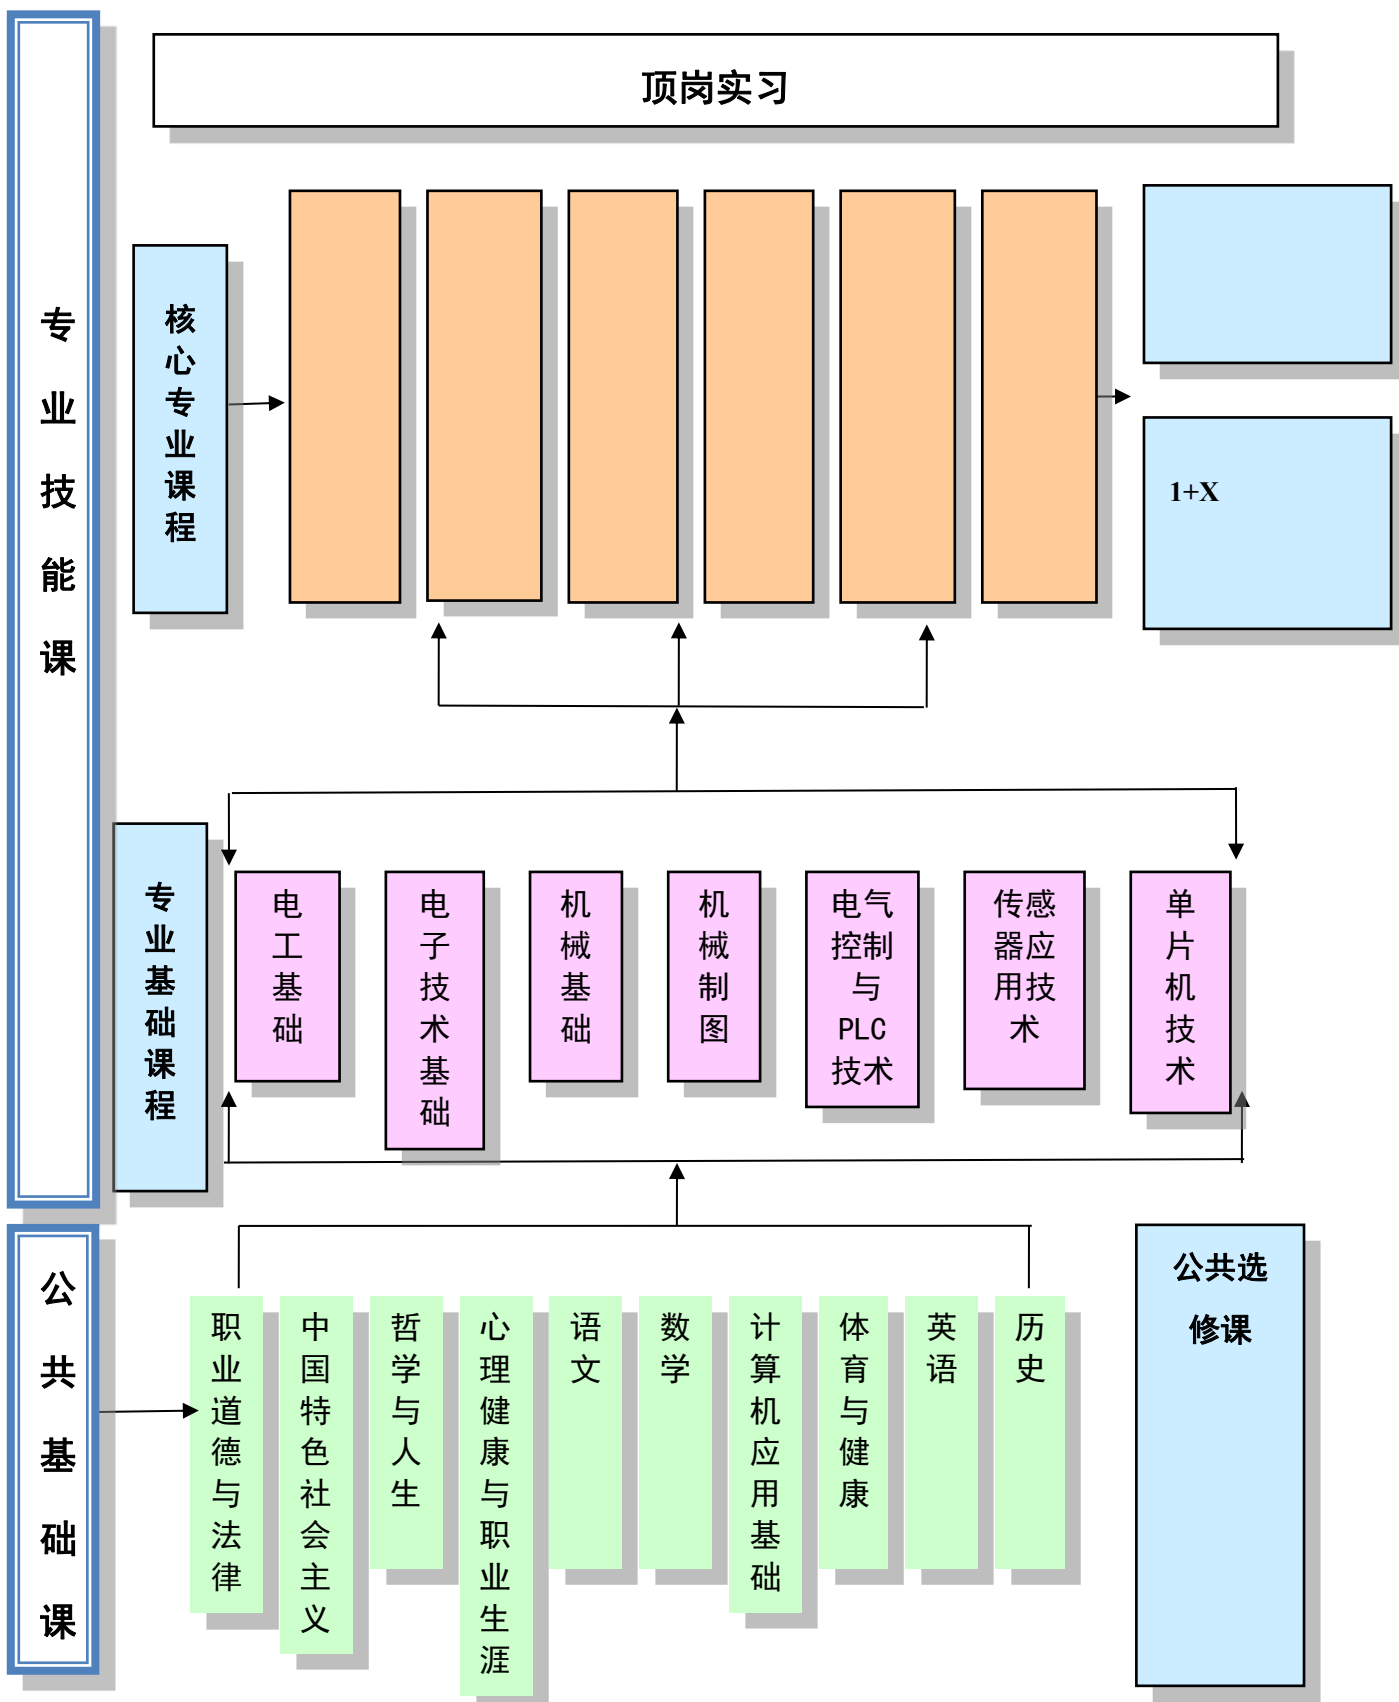 顶岗实习
专业技能课
核心专业课程
1+X
专业基础课程
电工基础
电子技术基础
机械基础
机械制图
电气
控制
与
PLC
技术
传感
器应
用技
术
单片机技术
公共基础课
职业道德与法律
中国特色社会主义
哲学与人生
心理健康与职业生涯
语文
数学
计算机应用基础
体育与健康
英语
历史
公共选
修课